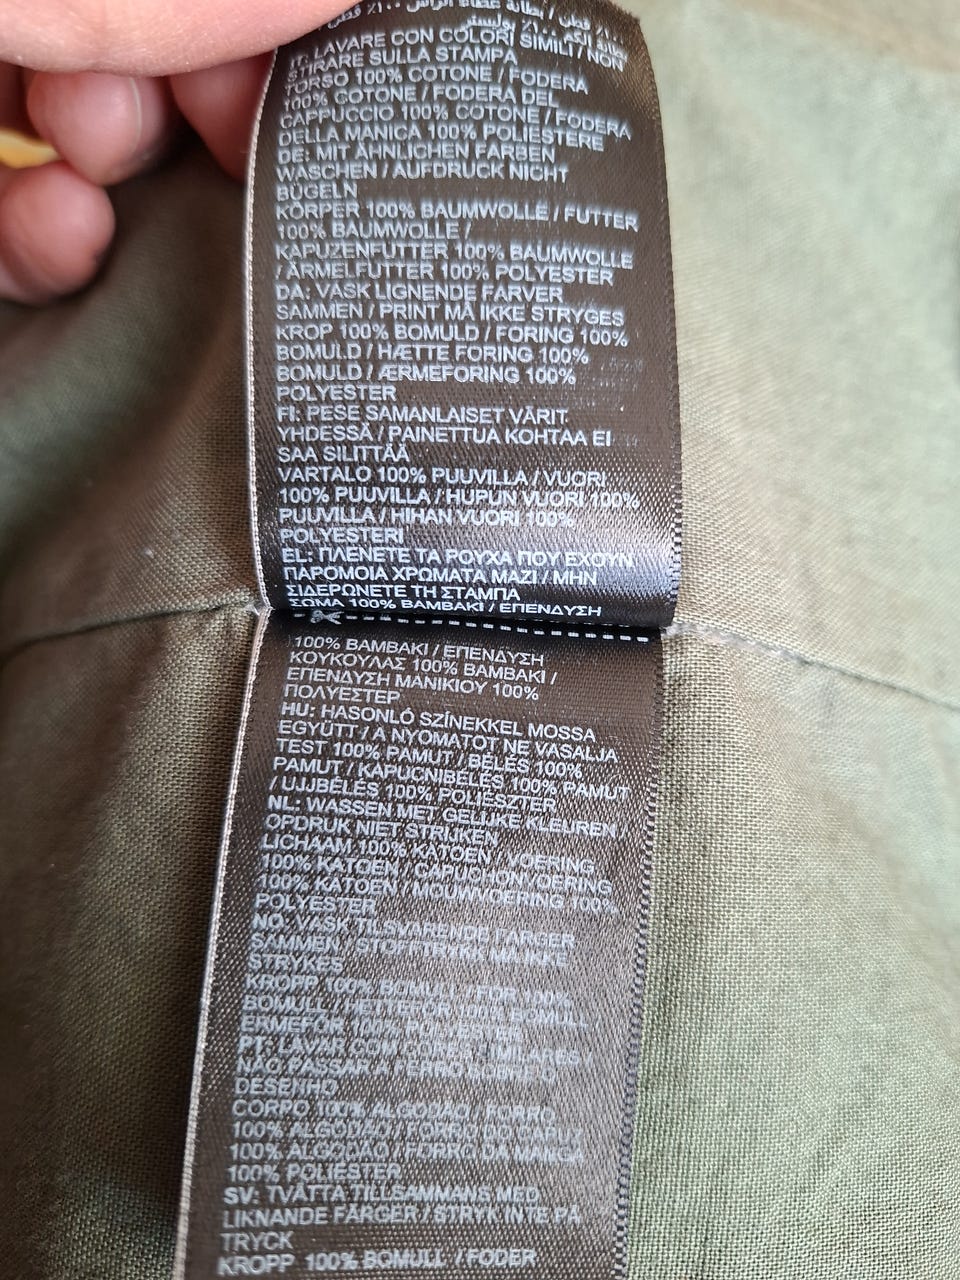 ١٠٠٪ قطن / بطانة غطاء الراس ١٠٠٪ قطن
١٠٠٪ بوليستر
IT: LAVARE CON COLORI SIMILI / NON
STIRARE SULLA STAMPA
TORSO 100% COTONE / FODERA
100% COTONE / FODERA DEL
CAPPUCCIO 100% COTONE / FODERA
DELLA MANICA 100% POLIESTERE
DE: MIT ÄHNLICHEN FARBEN
WASCHEN / AUFDRUCK NICHT
BÜGELN
KÖRPER 100% BAUMWOLLE / FUTTER
100% BAUMWOLLE /
KAPUZENFUTTER 100% BAUMWOLLE
/ ÄRMELFUTTER 100% POLYESTER
DA: VASK LIGNENDE FARVER
SAMMEN / PRINT MÅ IKKE STRYGES
KROP 100% BOMULD / FORING 100%
BOMULD / HÆTTE FORING 100%
BOMULD / ÆRMEFORING 100%
POLYESTER
FI: PESE SAMANLAISET VÄRIT
YHDESSÄ / PAINETTUA KOHTAA EI
SAA SILITTÄÄ
VARTALO 100% PUUVILLA / VUORI
100% PUUVILLA / HUPUN VUORI 100%
PUUVILLA / HIHAN VUORI 100%
POLYESTERI
EL: ΠΛΕΝΕΤΕ ΤΑ ΡΟΥΧΑ ΠΟΥ ΕΧΟΥΝ
ΠΑΡΟΜΟΙΑ ΧΡΩΜΑΤΑ ΜΑΖΙ / ΜΗΝ
ΣΙΔΕΡΩΝΕΤΕ ΤΗ ΣΤΑΜΠΑ
ΣΩΜΑ 100% ΒΑΜΒΑΚΙ / ΕΠΕΝΔΥΣΗ
100% ΒΑΜΒΑΚΙ / ΕΠΕΝΔΥΣΗ
ΚΟΥΚΟΥΛΑΣ 100% ΒΑΜΒΑΚΙ /
ΕΠΕΝΔΥΣΗ ΜΑΝΙΚΙΟΥ 100%
ΠΟΛΥΕΣΤΕΡ
HU: HASONLÓ SZÍNEKKEL MOSSA
EGYÜTT / A NYOMATOT NE VASALJA
TEST 100% PAMUT / BÉLÉS 100%
PAMUT / KAPUCNIBÉLÉS 100% PAMUT
/ UJJBÉLÉS 100% POLIÉSZTER
NL: WASSEN MET GELIJKE KLEUREN /
OPDRUK NIET STRIJKEN
LICHAAM 100% KATOEN / VOERING
100% KATOEN / CAPUCHONVOERING
100% KATOEN / MOUWVOERING 100%
POLYESTER
NO: VASK TILSVARENDE FARGER
SAMMEN / STOFFTRYKK MÅ IKKE
STRYKES
KROPP 100% BOMULL / FÔR 100%
BOMULL / HETTEFÔR 100% BOMULL /
ERMEFÔR 100% POLYESTER
PT: LAVAR COM CORES SIMILARES /
NÃO PASSAR A FERRO SOBRE O
DESENHO
CORPO 100% ALGODÃO / FORRO
100% ALGODÃO / FORRO DO CAPUZ
100% ALGODÃO / FORRO DA MANGA
100% POLIÉSTER
SV: TVÄTTA TILLSAMMANS MED
LIKNANDE FÄRGER / STRYK INTE PÅ
TRYCK
KROPP 100% BOMULL / FODER